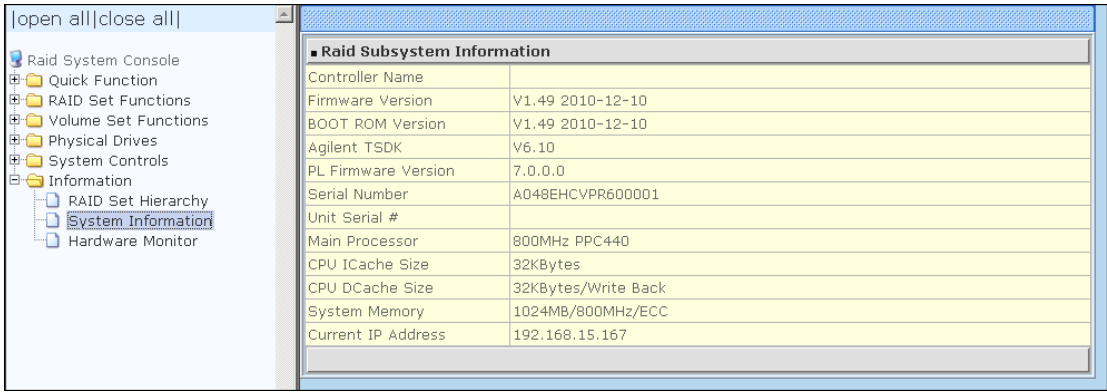 |open all|close all|
Raid System Console
Quick Function
RAID Set Functions
Volume Set Functions
Physical Drives
System Controls
Information
RAID Set Hierarchy
System Information
Hardware Monitor
Raid Subsystem Information
Controller Name
Firmware Version V1.49 2010-12-10
BOOT ROM Version V1.49 2010-12-10
Agilent TSDK V6.10
PL Firmware Version 7.0.0.0
Serial Number A048EHCVPR600001
Unit Serial #
Main Processor 800MHz PPC440
CPU ICache Size 32KBytes
CPU DCache Size 32KBytes/Write Back
System Memory 1024MB/800MHz/ECC
Current IP Address 192.168.15.167